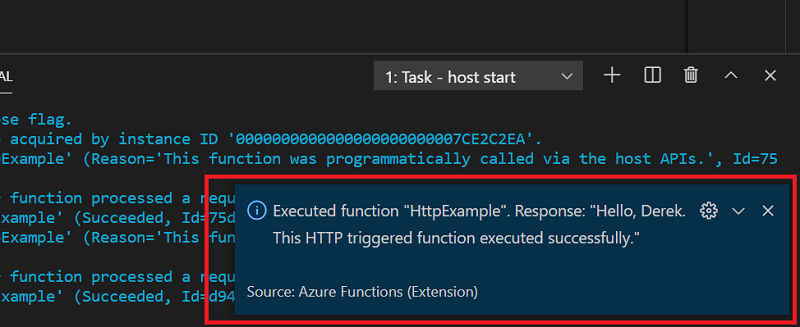 AL
1: Task - host start
ose flag.
acquired by instance ID '0000000000000000000000007CE2C2EA'.
Example' (Reason='This function was programmatically called via the host APIs.', Id=75
function processed a requ
xample' (Succeeded, Id=75d
Example' (Reason='This fun
function processed a requ
xample' (Succeeded, Id=d94
Executed function "HttpExample". Response: "Hello, Derek.
This HTTP triggered function executed successfully."
Source: Azure Functions (Extension)